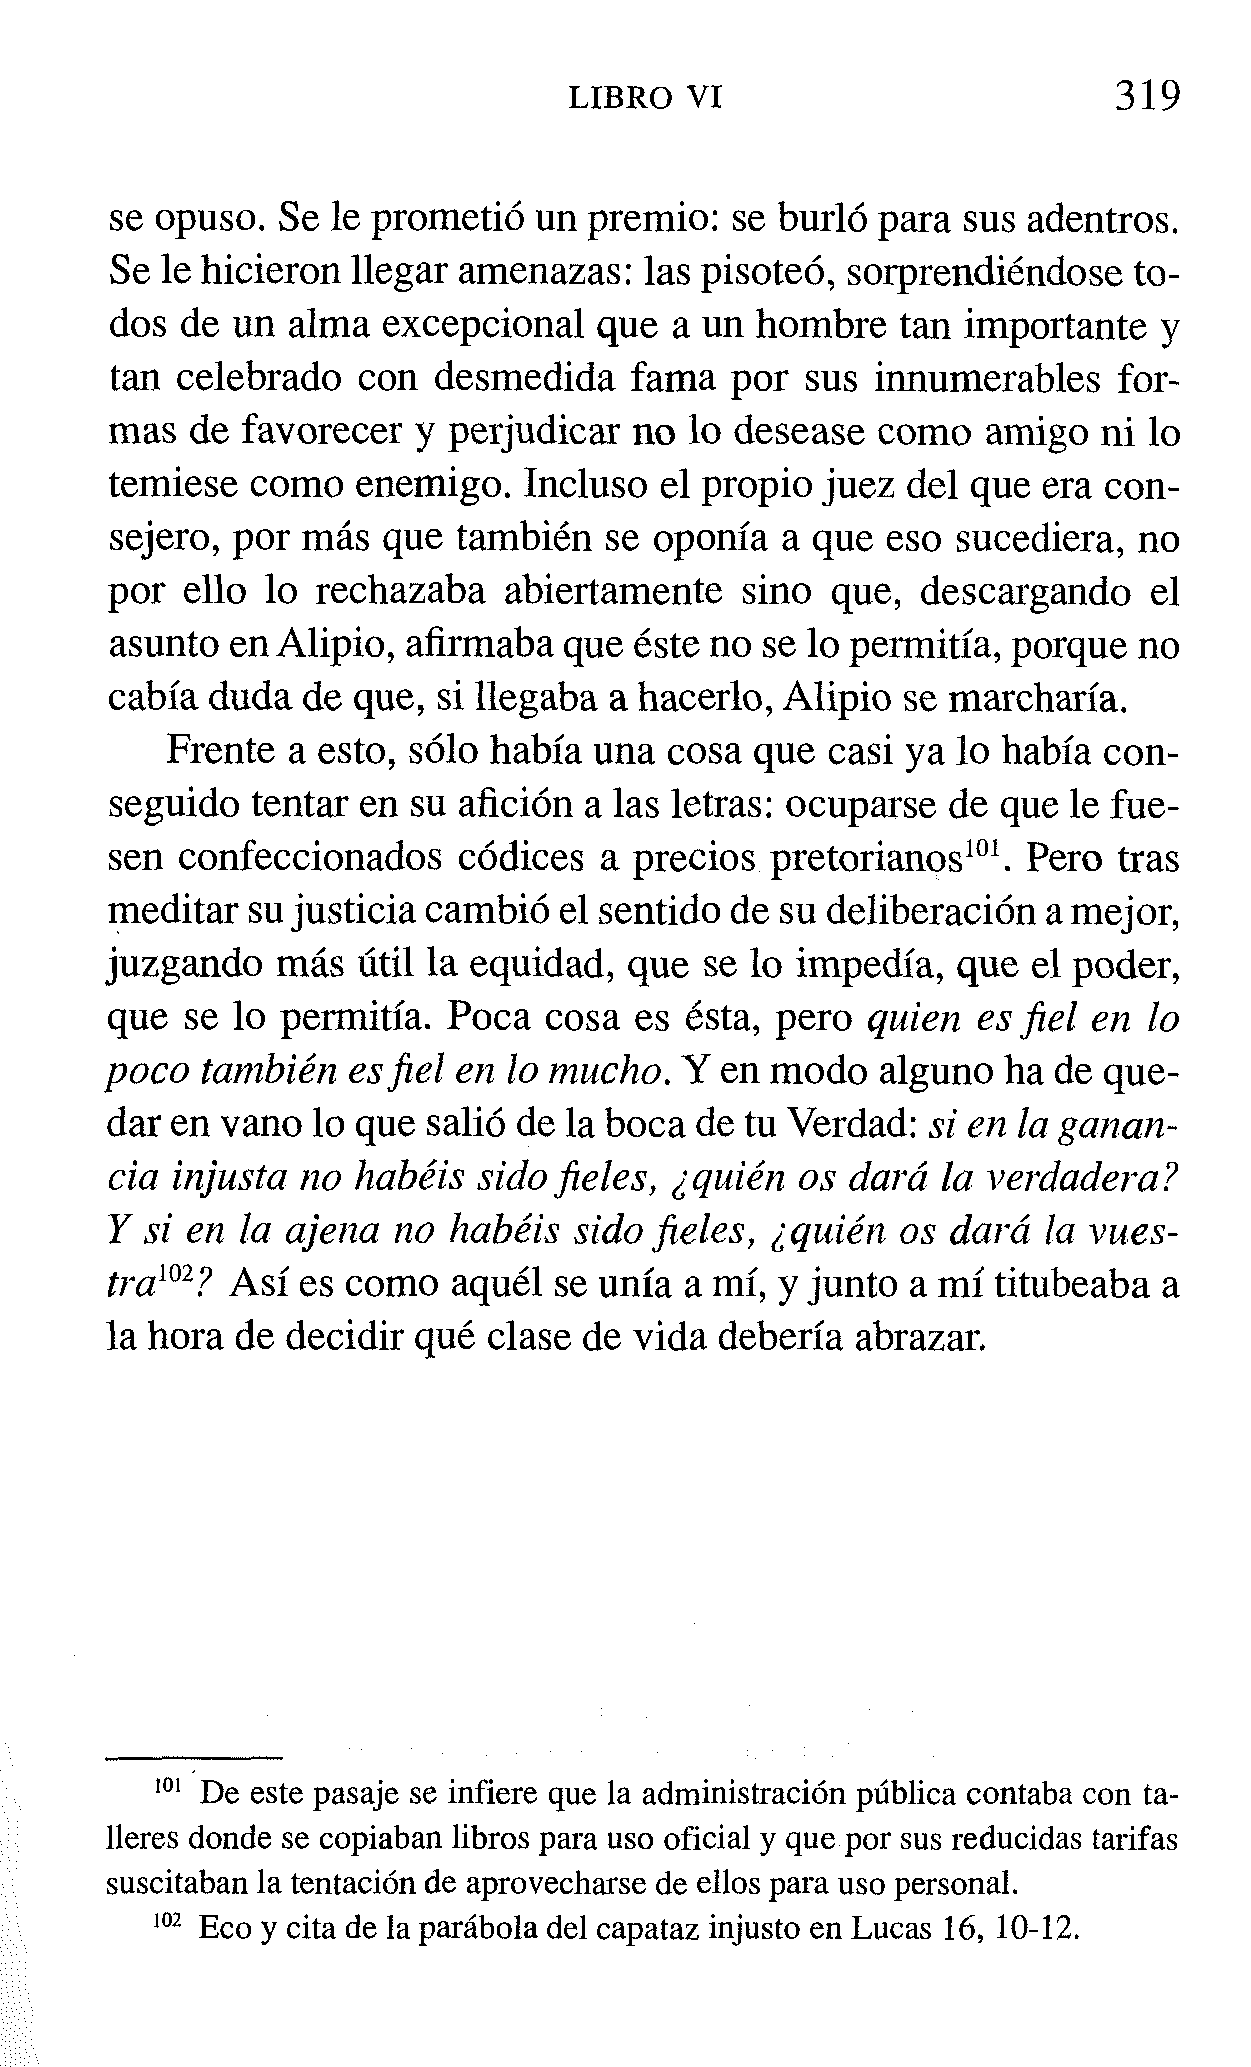 LIBRO VI 319
se opuso. Se le prometió un premio: se burló para sus adentros.
Se le hicieron llegar amenazas: las pisoteó, sorprendiéndose to-
dos de un alma excepcional que a un hombre tan importante y
tan celebrado con desmedida fama por sus innumerables for-
mas de favorecer y perjudicar no lo desease como amigo ni lo
temiese como enemigo. Incluso el propio juez del que era con-
sejero, por más que también se oponía a que eso sucediera, no
por ello lo rechazaba abiertamente sino que, descargando el
asunto en Alipio, afirmaba que éste no se lo permitía, porque no
cabía duda de que, si llegaba a hacerlo, Alipio se marcharía.
Frente a esto, sólo había una cosa que casi ya lo había con-
seguido tentar en su afición a las letras: ocuparse de que le fue-
sen confeccionados códices a precios pretorianos¹⁰¹. Pero tras
meditar su justicia cambió el sentido de su deliberación a mejor,
juzgando más útil la equidad, que se lo impedía, que el poder,
que se lo permitía. Poca cosa es ésta, pero quien es fiel en lo
poco también es fiel en lo mucho. Y en modo alguno ha de que-
dar en vano lo que salió de la boca de tu Verdad: si en la ganan-
cia injusta no habéis sido fieles, ¿quién os dará la verdadera?
Y si en la ajena no habéis sido fieles, ¿quién os dará la vues-
tra¹⁰²? Así es como aquél se unía a mí, y junto a mí titubeaba a
la hora de decidir qué clase de vida debería abrazar.
¹⁰¹ De este pasaje se infiere que la administración pública contaba con ta-
lleres donde se copiaban libros para uso oficial y que por sus reducidas tarifas
suscitaban la tentación de aprovecharse de ellos para uso personal.
¹⁰² Eco y cita de la parábola del capataz injusto en Lucas 16, 10-12.